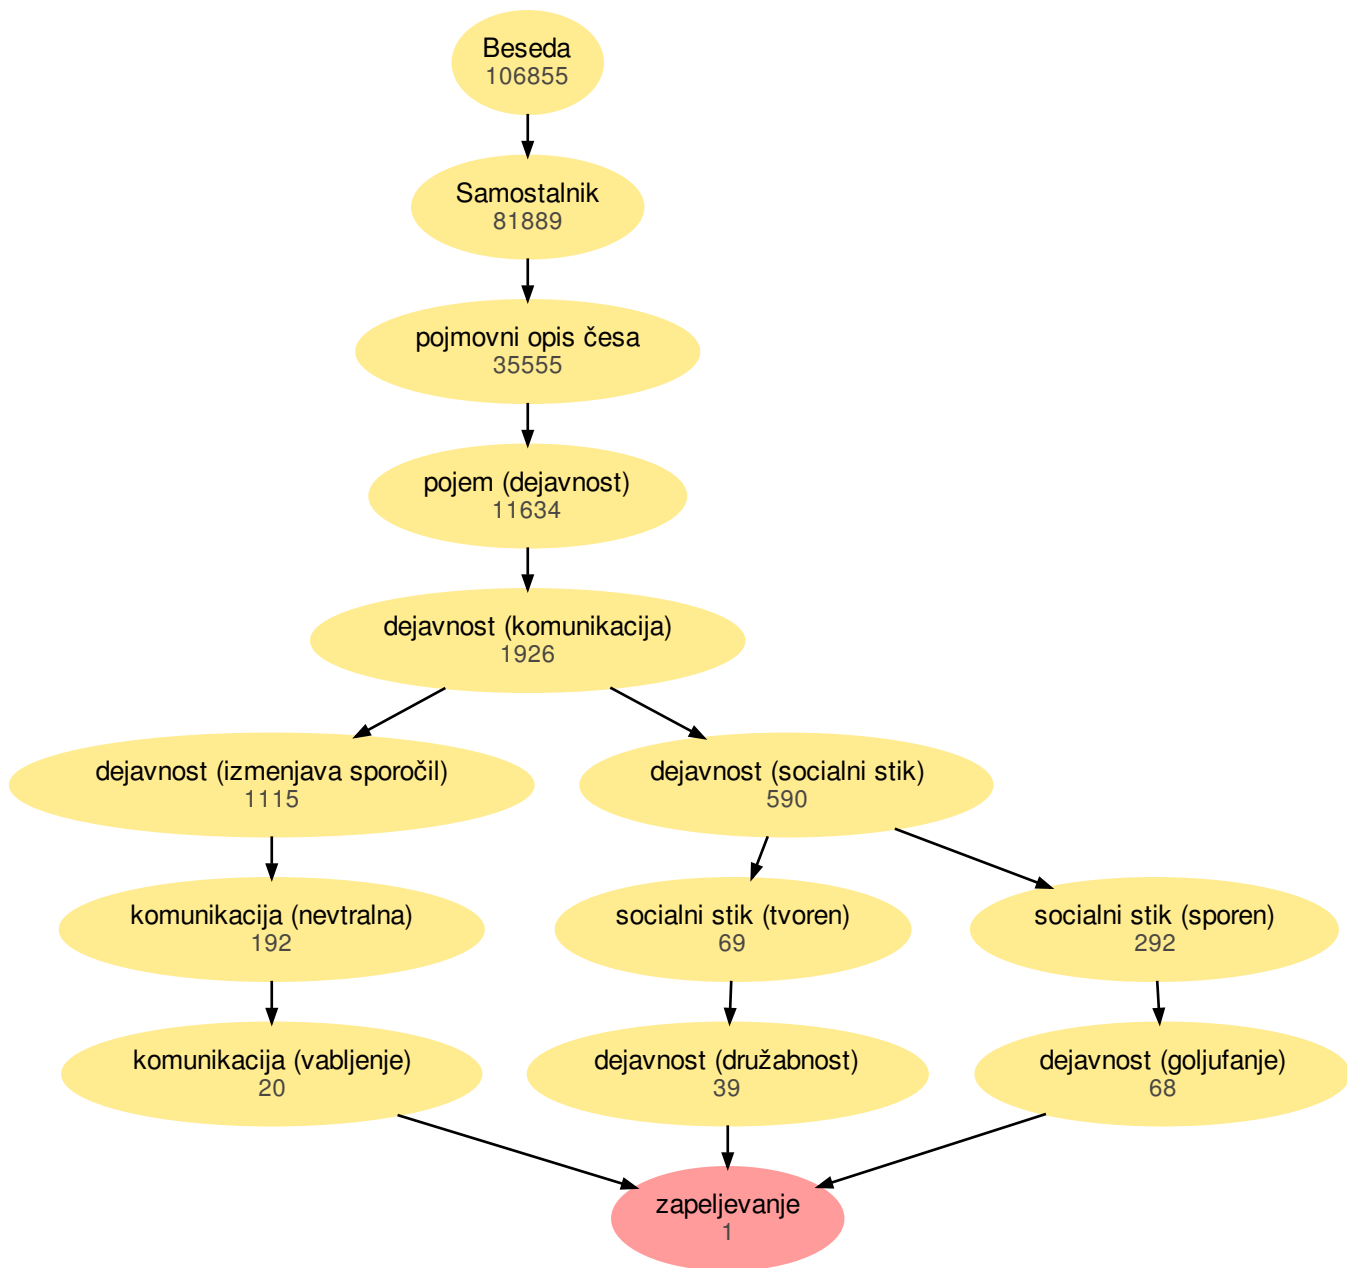 Beseda
106855
Samostalnik
81889
pojmovni opis česa
35555
pojem (dejavnost)
11634
dejavnost (komunikacija)
1926
dejavnost (izmenjava sporočil)
1115
dejavnost (socialni stik)
590
komunikacija (nevtralna)
192
socialni stik (tvoren)
69
socialni stik (sporen)
292
komunikacija (vabljenje)
20
dejavnost (družabnost)
39
dejavnost (goljufanje)
68
zapeljevanje
1